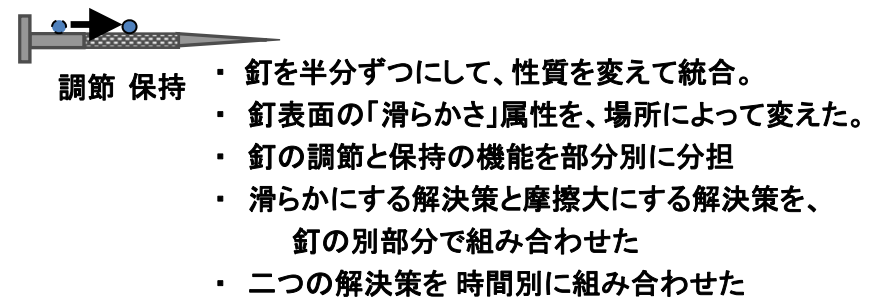 調節 保持
・ 釘を半分ずつにして、性質を変えて統合。
・ 釘表面の「滑らかさ」属性を、場所によって変えた。
・ 釘の調節と保持の機能を部分別に分担
・ 滑らかにする解決策と摩擦大にする解決策を、
釘の別部分で組み合わせた
・ 二つの解決策を 時間別に組み合わせた